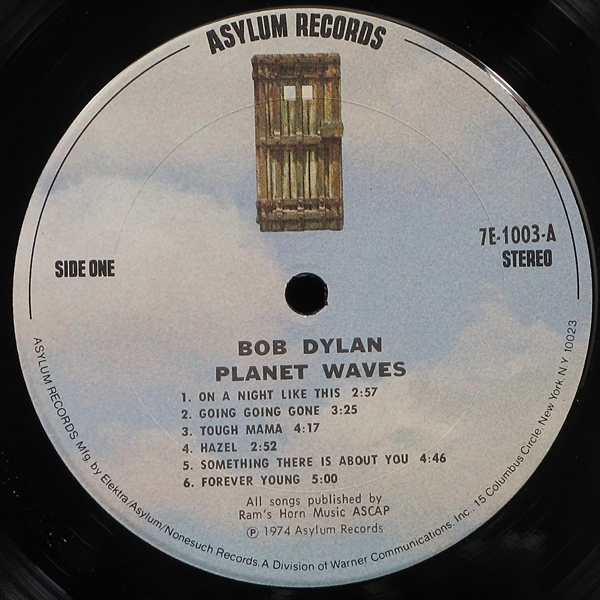 ASYLUM RECORDS
7E-1003-A
SIDE ONE
STEREO
BOB DYLAN
PLANET WAVES
1. ON A NIGHT LIKE THIS 2:57
2. GOING GOING GONE 3:25
3. TOUGH MAMA 4:17
4. HAZEL 2:52
5. SOMETHING THERE IS ABOUT YOU 4:46
6. FOREVER YOUNG 5:00
All songs published by
Ram's Horn Music ASCAP
Ⓟ 1974 Asylum Records
ASYLUM RECORDS Mfg. by Elektra/Asylum/Nonesuch Records. A Division of Warner Communications, Inc., 15 Columbus Circle, New York, N.Y. 10023